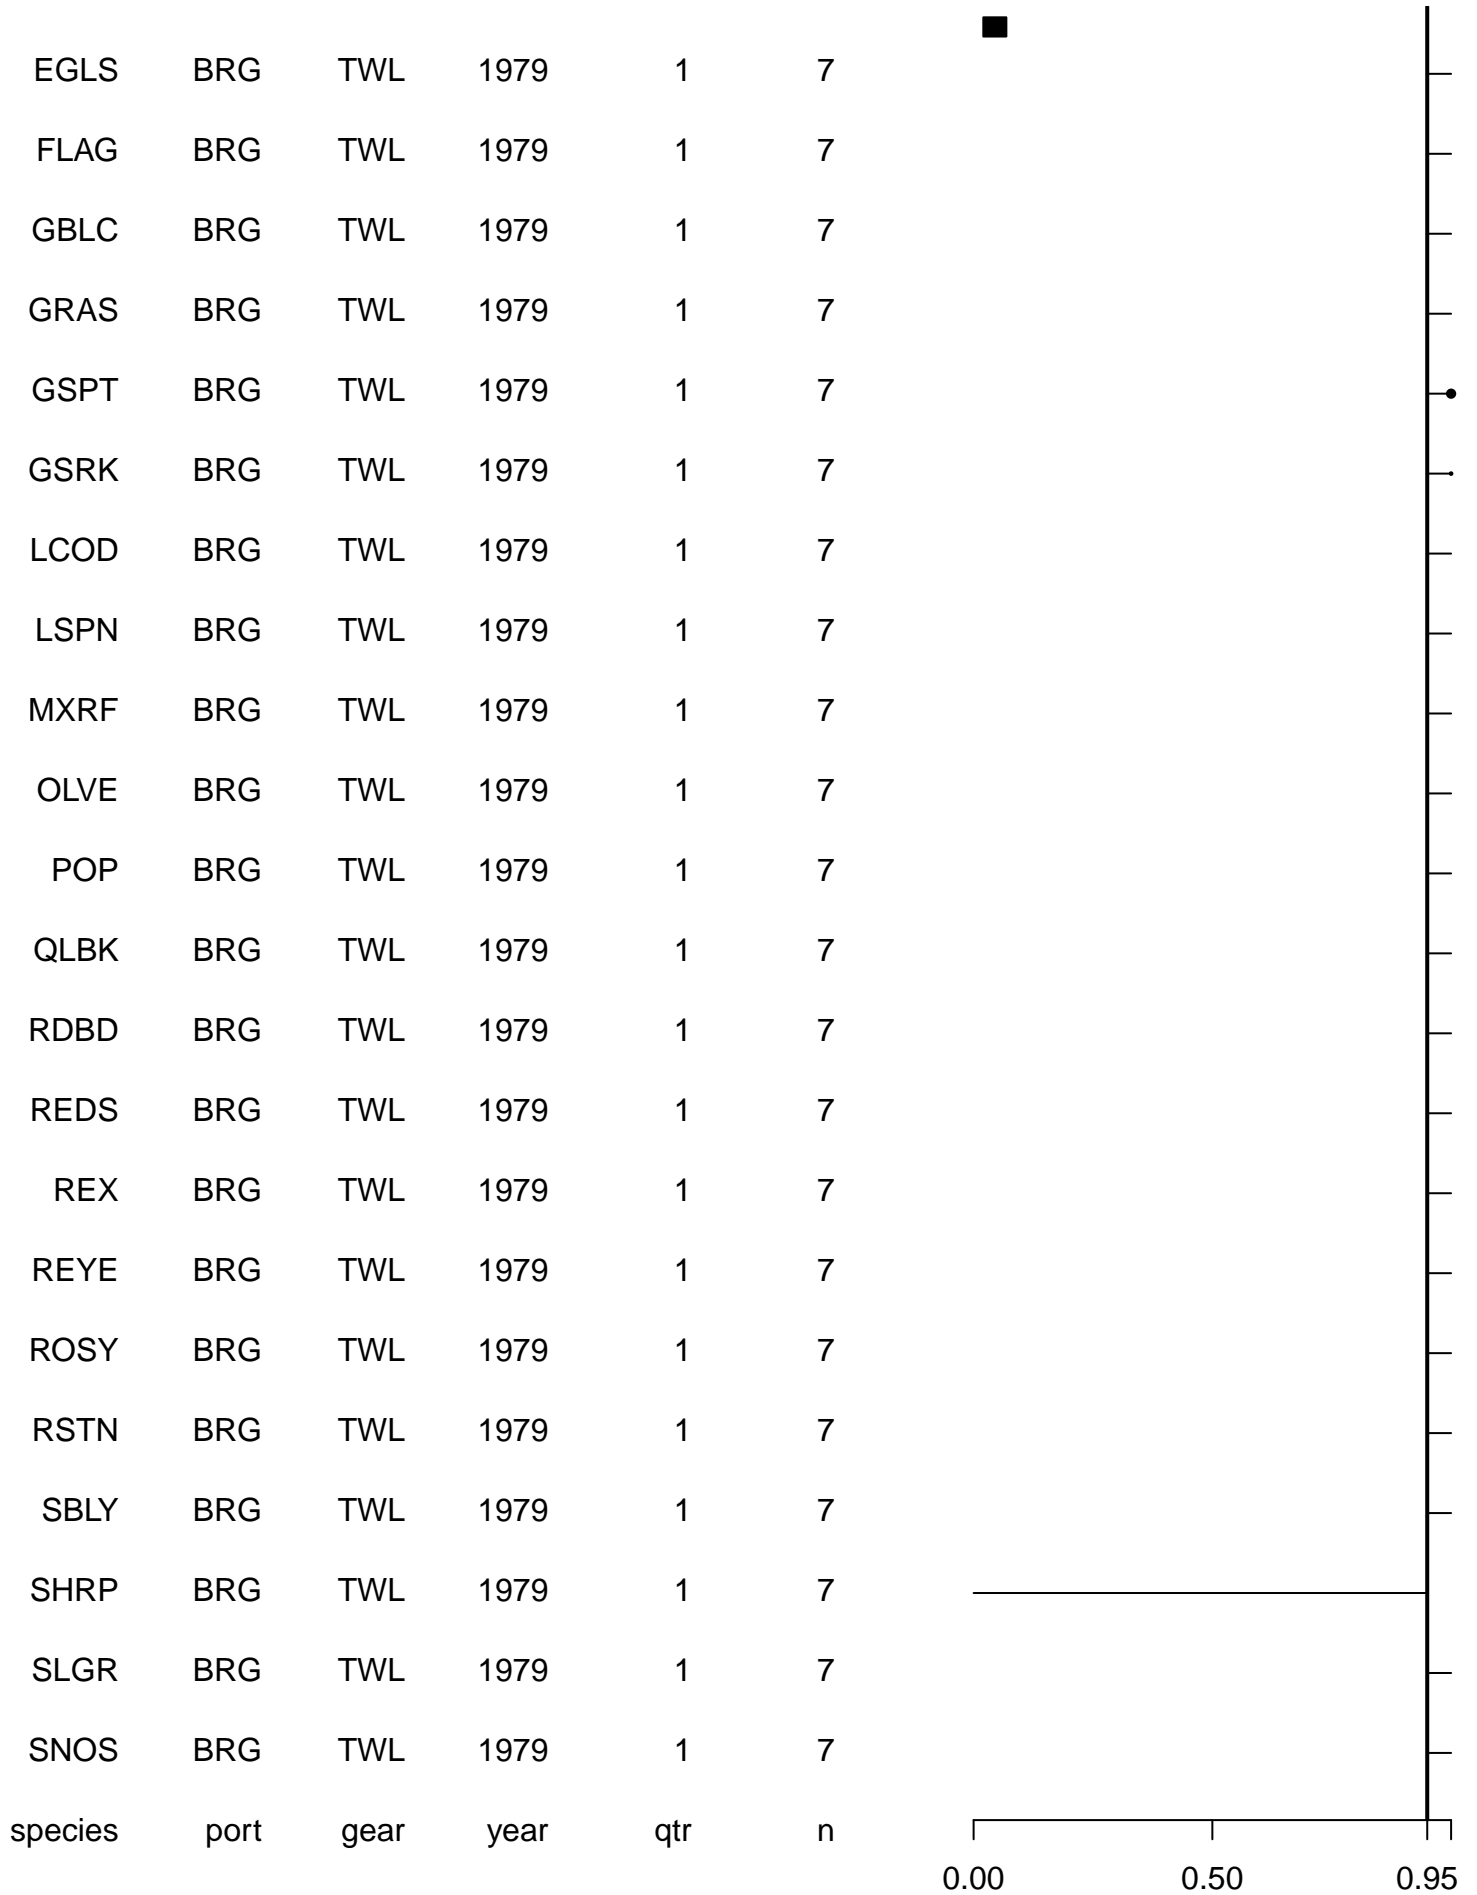 EGLS BRG TWL 1979 1 7
FLAG BRG TWL 1979 1 7
GBLC BRG TWL 1979 1 7
GRAS BRG TWL 1979 1 7
GSPT BRG TWL 1979 1 7
GSRK BRG TWL 1979 1 7
LCOD BRG TWL 1979 1 7
LSPN BRG TWL 1979 1 7
MXRF BRG TWL 1979 1 7
OLVE BRG TWL 1979 1 7
POP BRG TWL 1979 1 7
QLBK BRG TWL 1979 1 7
RDBD BRG TWL 1979 1 7
REDS BRG TWL 1979 1 7
REX BRG TWL 1979 1 7
REYE BRG TWL 1979 1 7
ROSY BRG TWL 1979 1 7
RSTN BRG TWL 1979 1 7
SBLY BRG TWL 1979 1 7
SHRP BRG TWL 1979 1 7
SLGR BRG TWL 1979 1 7
SNOS BRG TWL 1979 1 7
species port gear year qtr n
0.00 0.50 0.95